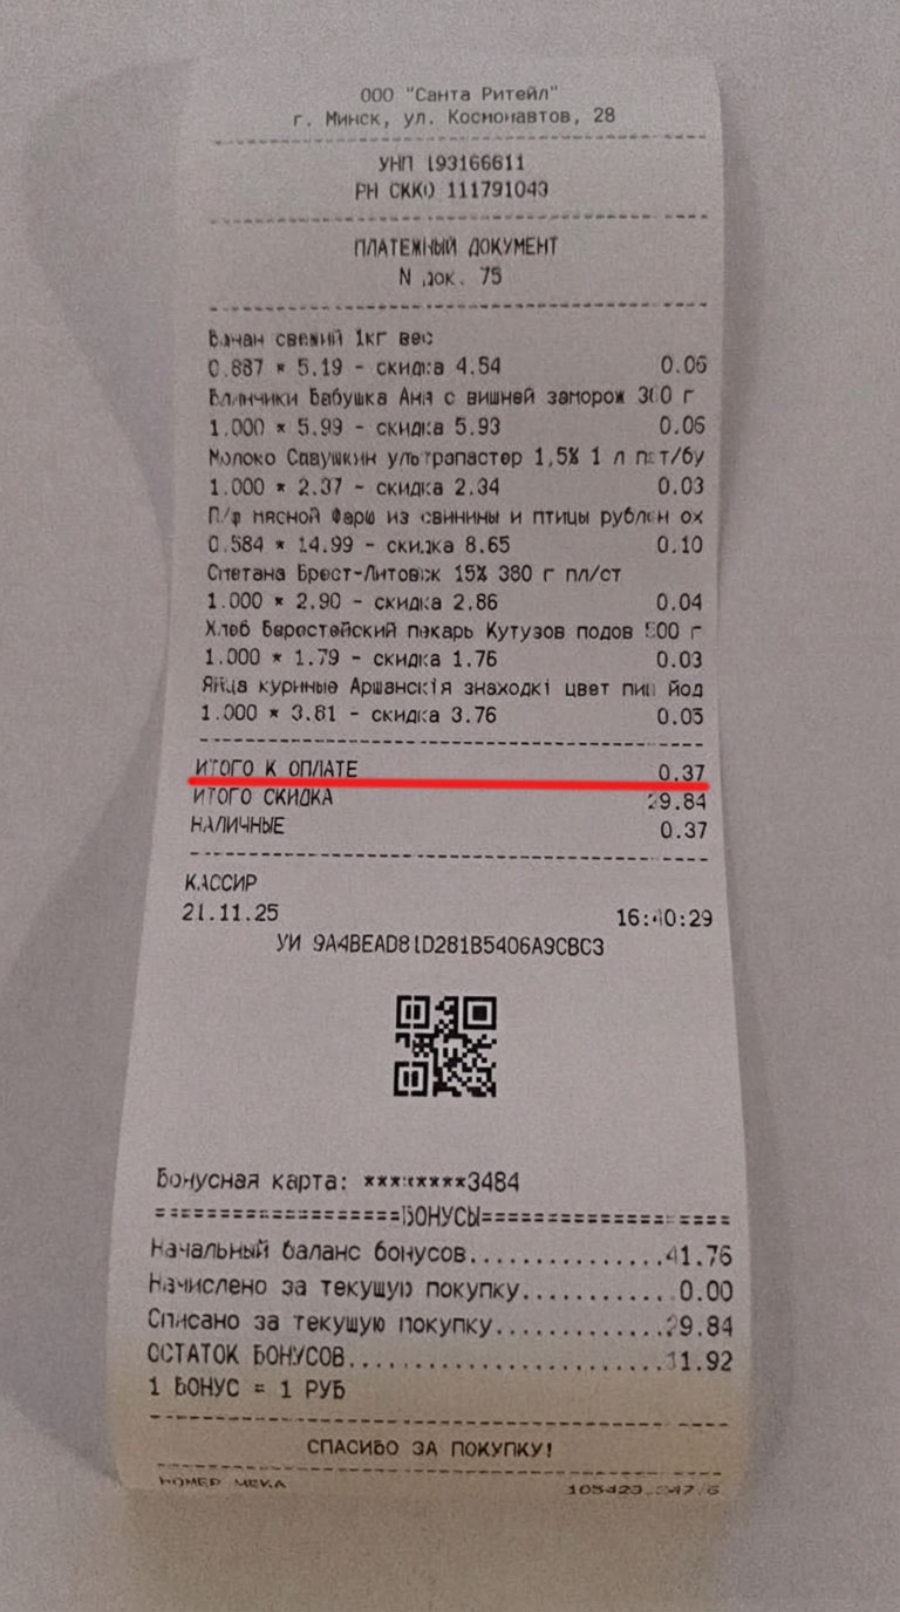 ООО "Санта Ритейл"
г. Минск, ул. Космонавтов, 28
УНП 193166611
РН СККО 111791043
ПЛАТЕЖНЫЙ ДОКУМЕНТ
N док. 75
Банан свежий 1кг вес
0.887 * 5.19 - скидка 4.54 0.06
Блинчики Бабушка Аня с вишней заморож 360 г
1.000 * 5.99 - скидка 5.93 0.06
Молоко Савушкин ультрапастер 1,5% 1 л пэт/бу
1.000 * 2.37 - скидка 2.34 0.03
П/ф мясной Фарш из свинины и птицы рублен ох
0.584 * 14.99 - скидка 8.65 0.10
Сметана Брест-Литовск 15% 380 г пл/ст
1.000 * 2.90 - скидка 2.86 0.04
Хлеб Берестейский пекарь Кутузов подов 500 г
1.000 * 1.79 - скидка 1.76 0.03
Яйца куриные Аршанскiя знаходкi цвет пищ йод
1.000 * 3.81 - скидка 3.76 0.05
ИТОГО К ОПЛАТЕ 0.37
ИТОГО СКИДКА 29.84
НАЛИЧНЫЕ 0.37
КАССИР
21.11.25 16:40:29
УИ 9A4BEAD81D281B5406A9CBC3
Бонусная карта: *********3484
БОНУСЫ
Начальный баланс бонусов...............41.76
Начислено за текущую покупку............0.00
Списано за текущую покупку.............29.84
ОСТАТОК БОНУСОВ........................11.92
1 БОНУС = 1 РУБ
СПАСИБО ЗА ПОКУПКУ!
НОМЕР ЧЕКА